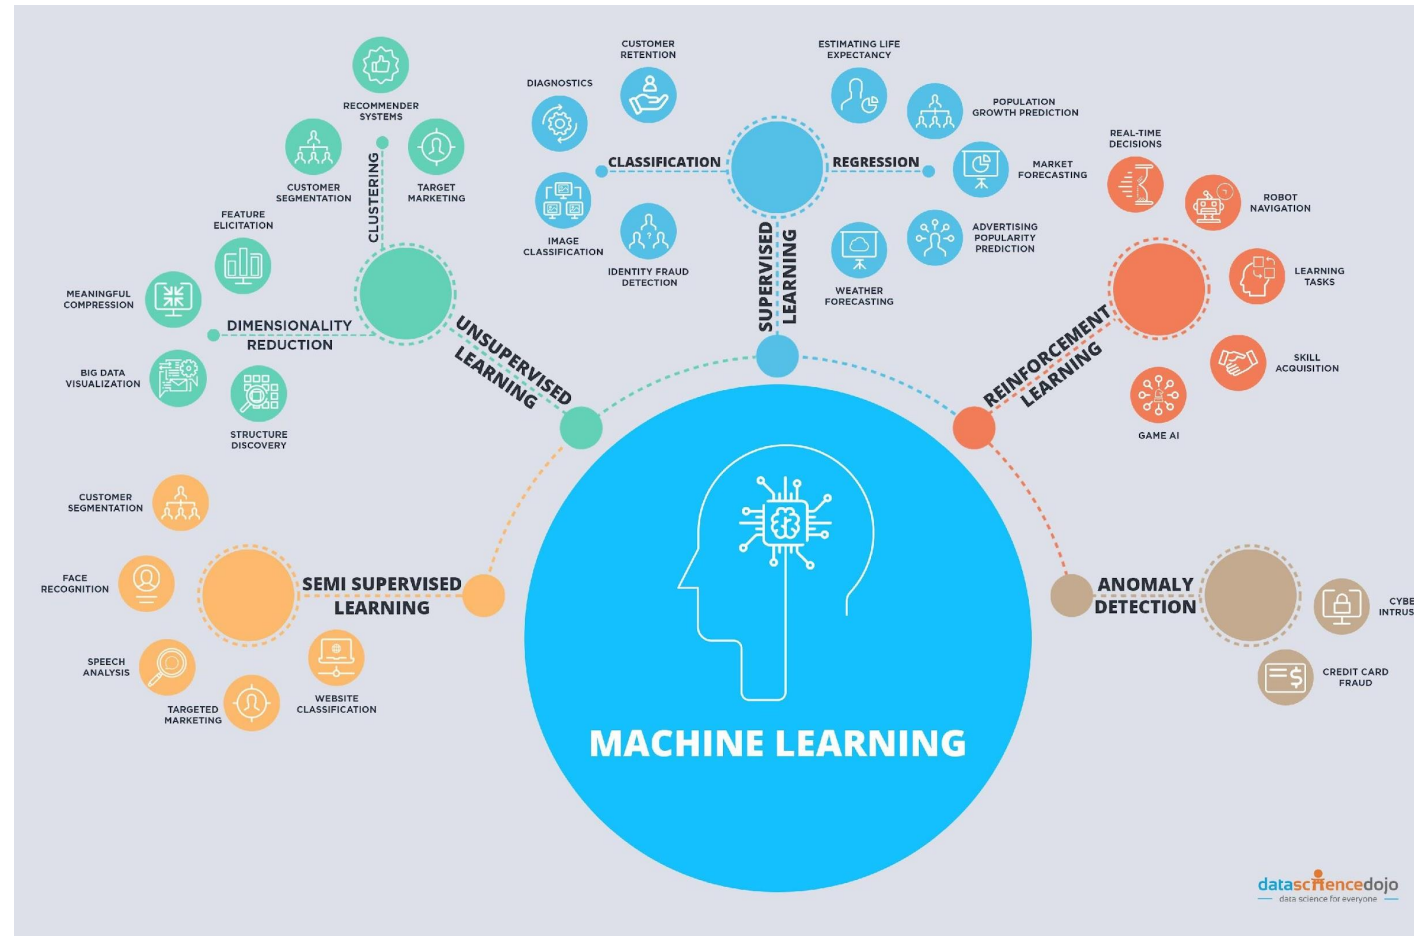 RECOMMENDER
SYSTEMS
CUSTOMER
SEGMENTATION
TARGET
MARKETING
CLUSTERING
FEATURE
ELICITATION
MEANINGFUL
COMPRESSION
DIMENSIONALITY
REDUCTION
BIG DATA
VISUALIZATION
STRUCTURE
DISCOVERY
UNSUPERVISED
LEARNING
CUSTOMER
RETENTION
DIAGNOSTICS
CLASSIFICATION
IMAGE
CLASSIFICATION
IDENTITY FRAUD
DETECTION
ESTIMATING LIFE
EXPECTANCY
POPULATION
GROWTH PREDICTION
REGRESSION
MARKET
FORECASTING
ADVERTISING
POPULARITY
PREDICTION
WEATHER
FORECASTING
SUPERVISED
LEARNING
REAL-TIME
DECISIONS
ROBOT
NAVIGATION
LEARNING
TASKS
SKILL
ACQUISITION
GAME AI
REINFORCEMENT
LEARNING
CUSTOMER
SEGMENTATION
FACE
RECOGNITION
SPEECH
ANALYSIS
TARGETED
MARKETING
WEBSITE
CLASSIFICATION
SEMI SUPERVISED
LEARNING
ANOMALY
DETECTION
CYBE
INTRUS
CREDIT CARD
FRAUD
MACHINE LEARNING
datasciencedojo
data science for everyone